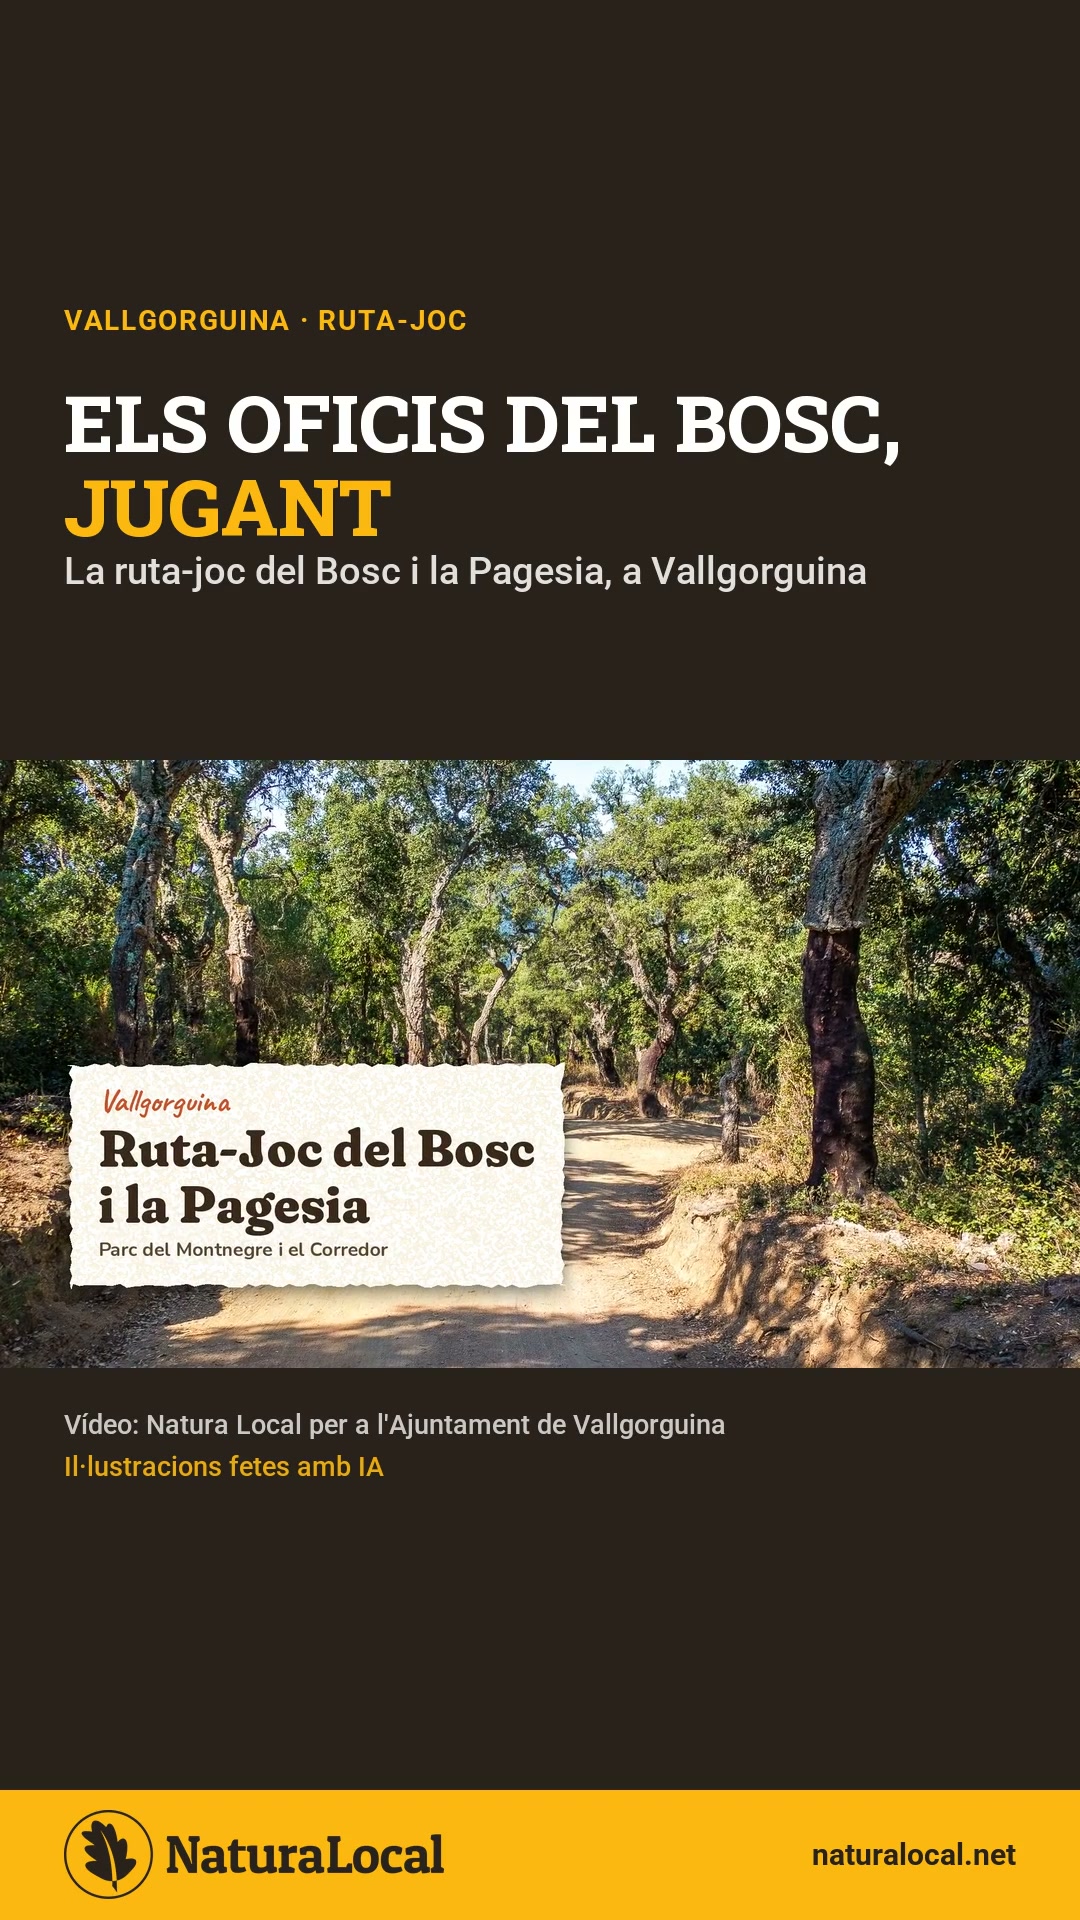 VALLGORGUINA · RUTA-JOC
ELS OFICIS DEL BOSC,
JUGANT
La ruta-joc del Bosc i la Pagesia, a Vallgorguina
Vallgorguina
Ruta-Joc del Bosc
i la Pagesia
Parc del Montnegre i el Corredor
Vídeo: Natura Local per a l'Ajuntament de Vallgorguina
Il·lustracions fetes amb IA
NaturaLocal
naturalocal.net